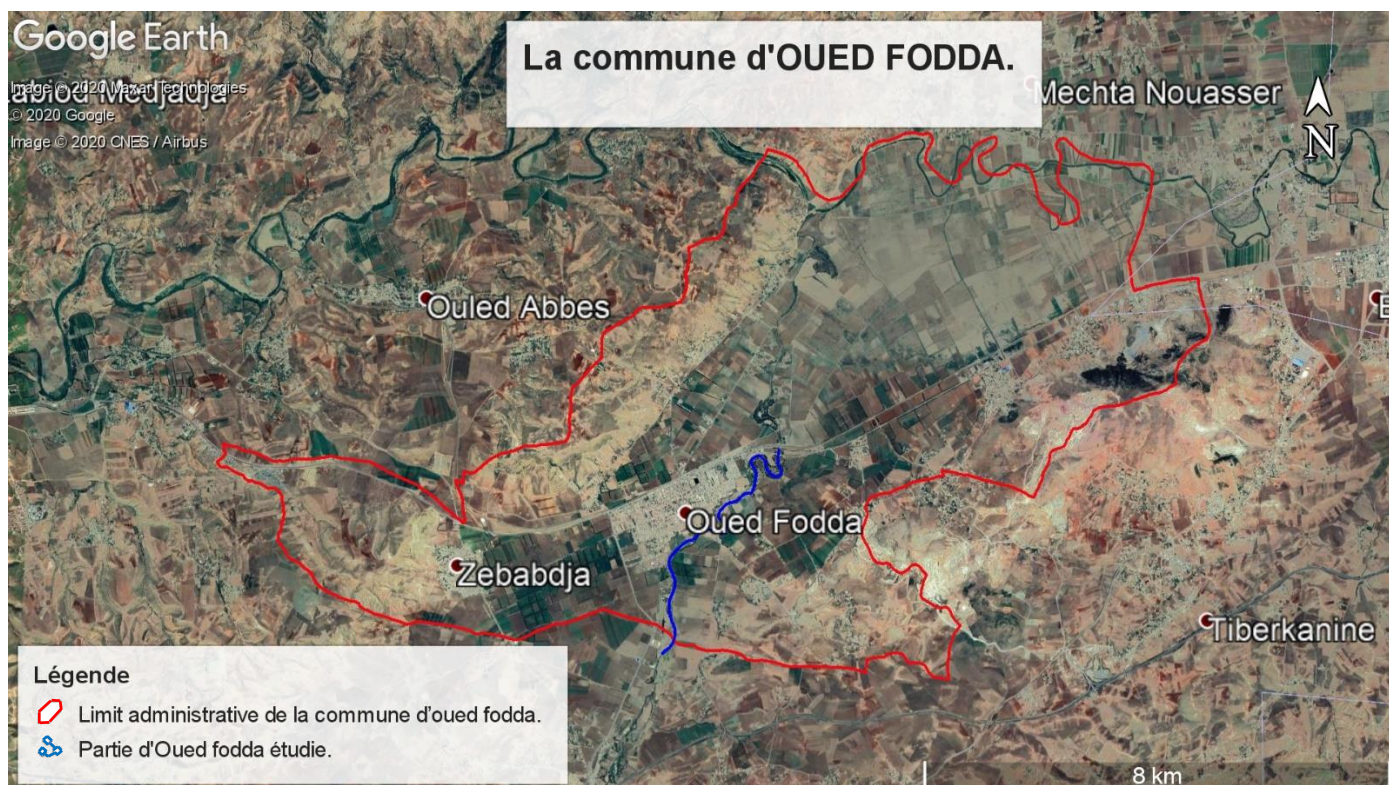 Google Earth
Image © 2020 Maxar Technologies
© 2020 Google
Image © 2020 CNES / Airbus
La commune d'OUED FODDA.
Medjadja
Mechta Nouasser
N
Ouled Abbes
Oued Fodda
Zebabdja
Tiberkanine
Légende
Limit administrative de la commune d'oued fodda.
Partie d'Oued fodda étudie.
8 km